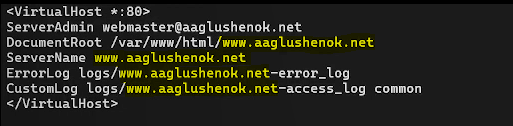 <VirtualHost *:80>
ServerAdmin webmaster@aaglushenok.net
DocumentRoot /var/www/html/www.aaglushenok.net
ServerName www.aaglushenok.net
ErrorLog logs/www.aaglushenok.net-error_log
CustomLog logs/www.aaglushenok.net-access_log common
</VirtualHost>